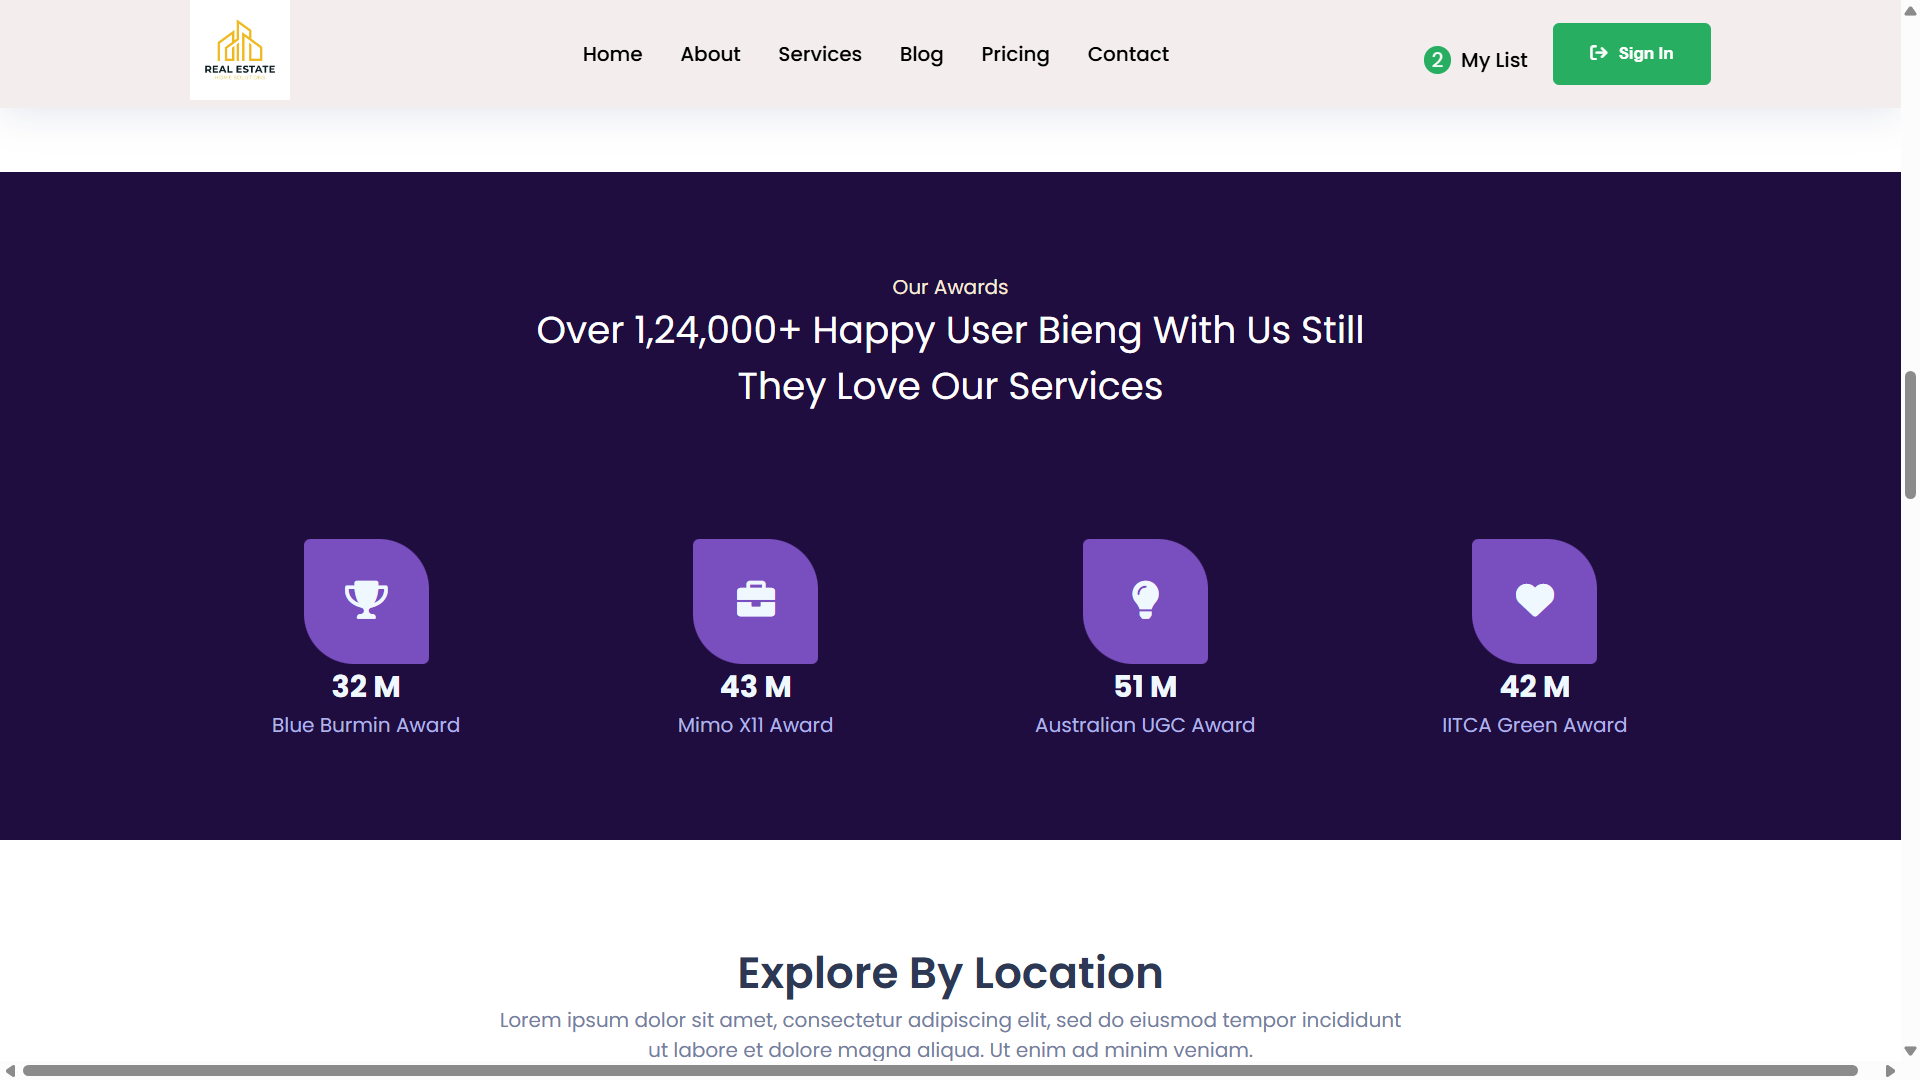 REAL ESTATE
Home
About
Services
Blog
Pricing
Contact
2
My List
Sign In
Our Awards
Over 1,24,000+ Happy User Bieng With Us Still
They Love Our Services
32 M
Blue Burmin Award
43 M
Mimo X11 Award
51 M
Australian UGC Award
42 M
IITCA Green Award
Explore By Location
Lorem ipsum dolor sit amet, consectetur adipiscing elit, sed do eiusmod tempor incididunt
ut labore et dolore magna aliqua. Ut enim ad minim veniam.